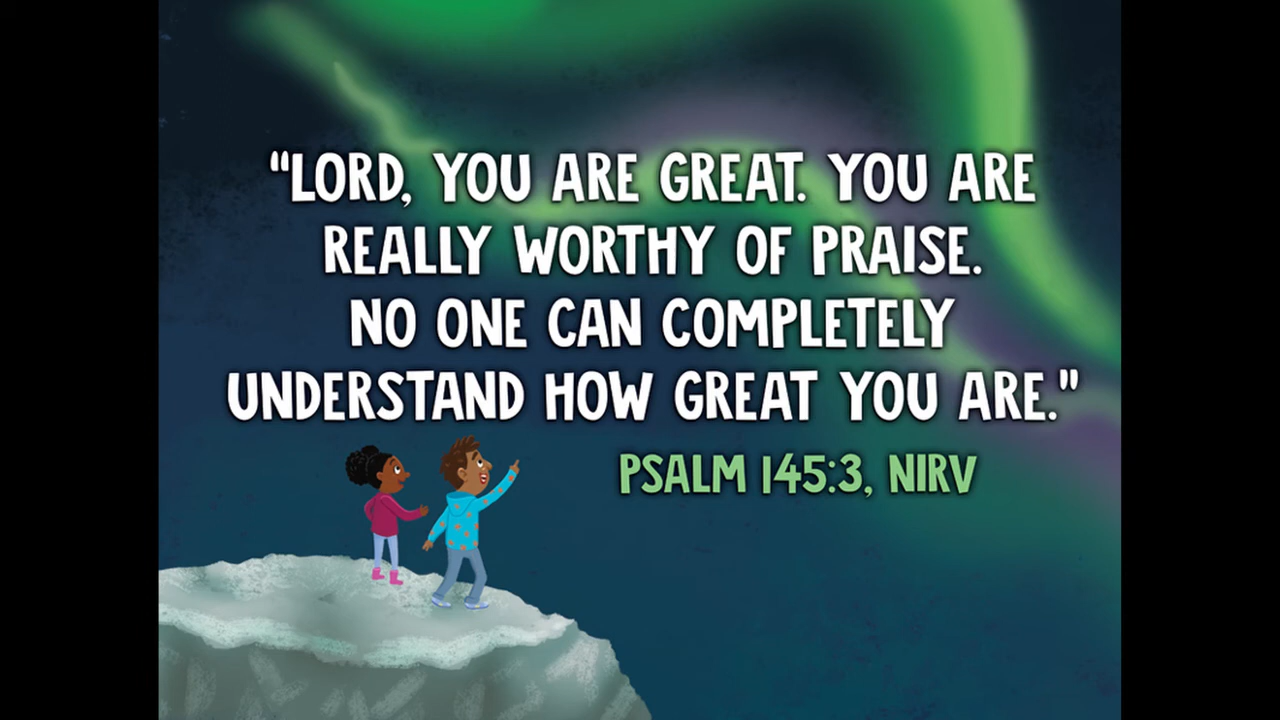 "LORD, YOU ARE GREAT. YOU ARE
REALLY WORTHY OF PRAISE.
NO ONE CAN COMPLETELY
UNDERSTAND HOW GREAT YOU ARE."
PSALM 145:3, NIRV